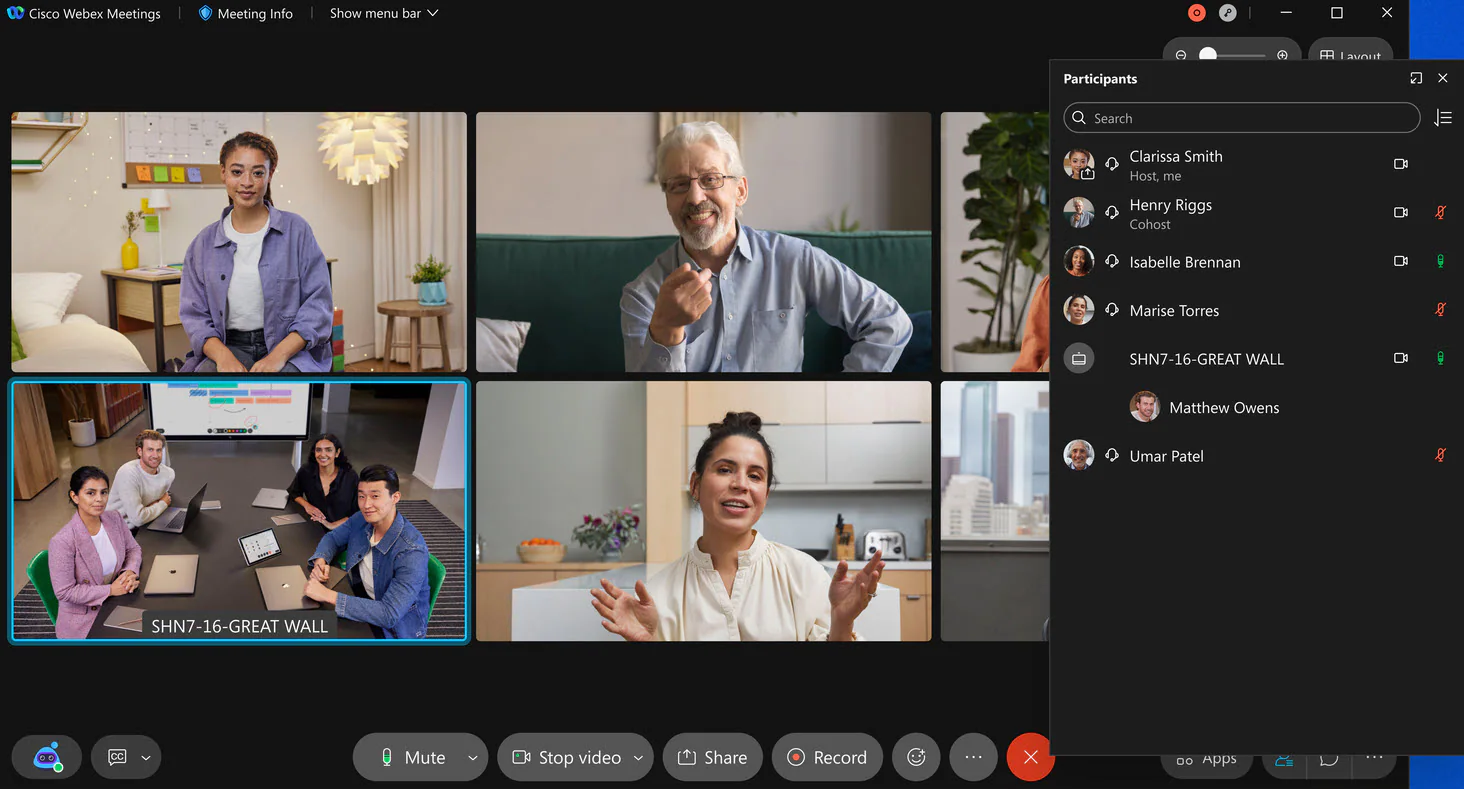 Cisco Webex Meetings
Meeting Info
Show menu bar
Layout
Participants
Search
Clarissa Smith
Host, me
Henry Riggs
Cohost
Isabelle Brennan
Marise Torres
SHN7-16-GREAT WALL
Matthew Owens
Umar Patel
SHN7-16-GREAT WALL
CC
Mute
Stop video
Share
Record
Apps